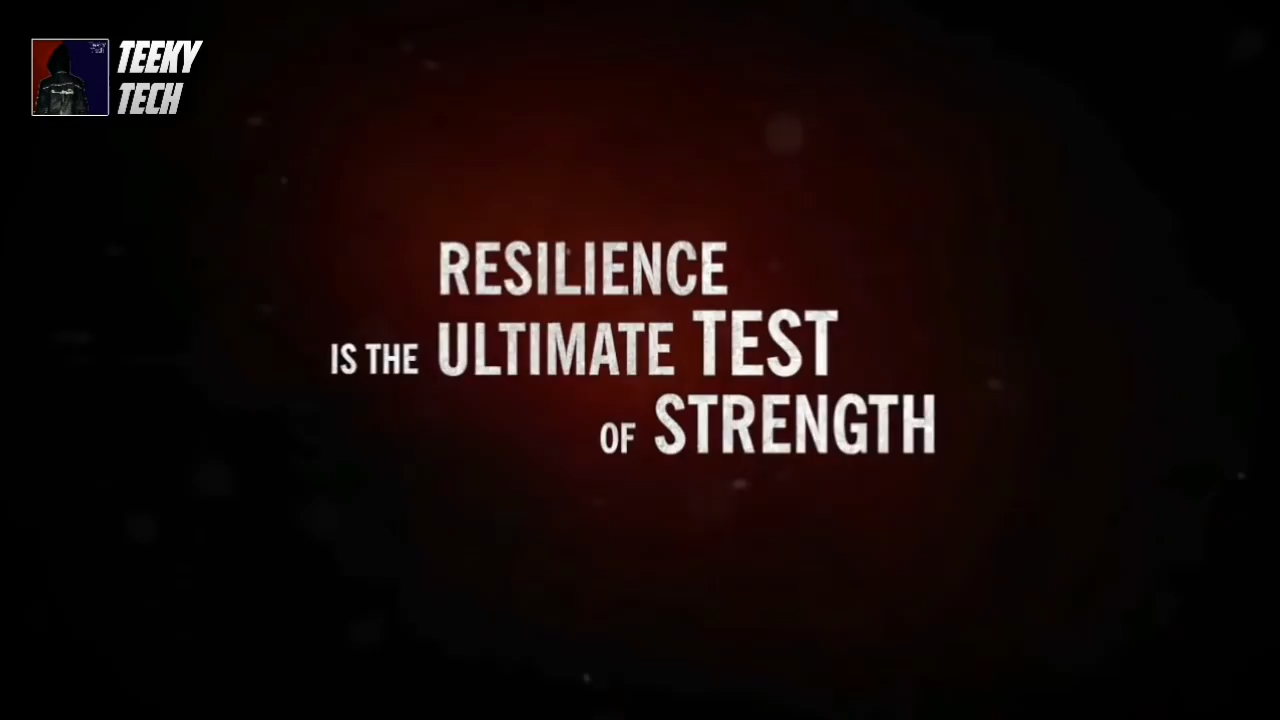 TEEKY
TECH
RESILIENCE
IS THE ULTIMATE TEST
OF STRENGTH